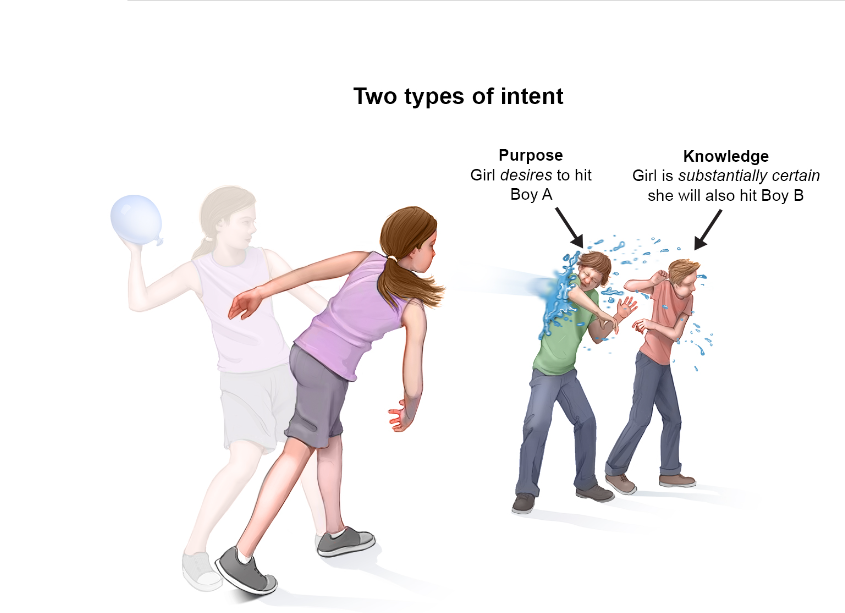 Two types of intent
Purpose
Girl desires to hit
Boy A
Knowledge
Girl is substantially certain
she will also hit Boy B